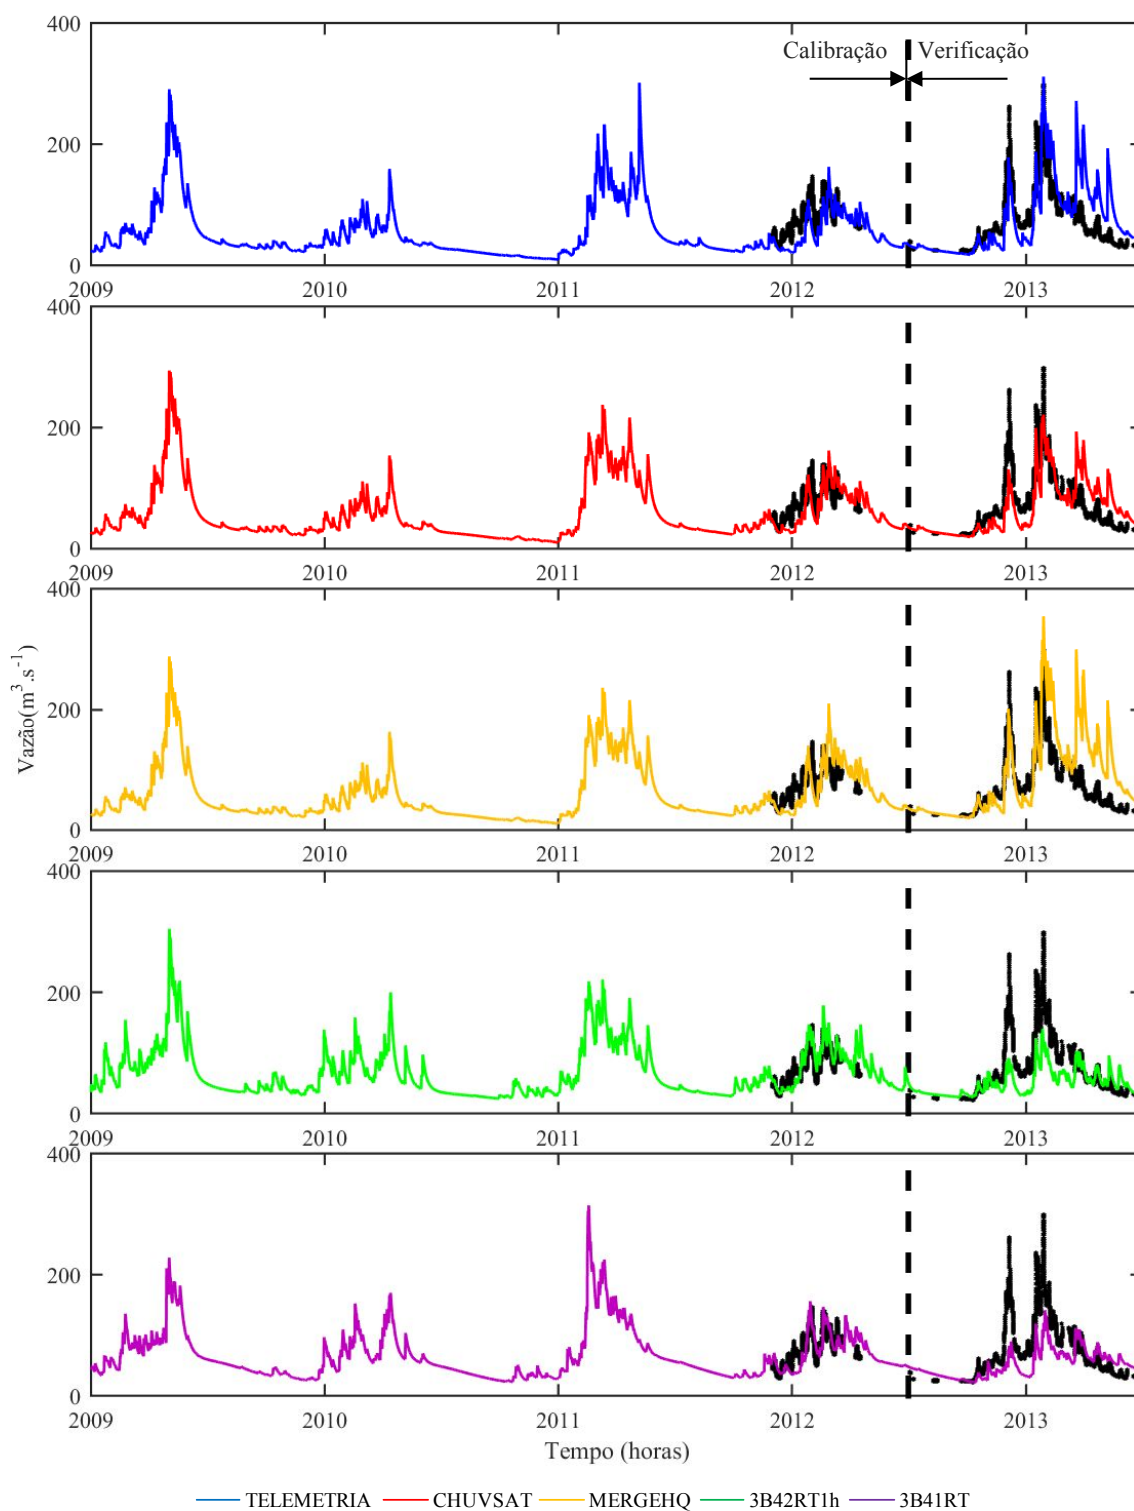 400
Calibração Verificação
200
0
2009 2010 2011 2012 2013
400
200
0
2009 2010 2011 2012 2013
400
200
0
2009 2010 2011 2012 2013
400
200
0
2009 2010 2011 2012 2013
400
200
0
2009 2010 2011 2012 2013
Vazão(m³.s⁻¹)
Tempo (horas)
TELEMETRIA CHUVSAT MERGEHQ 3B42RT1h 3B41RT